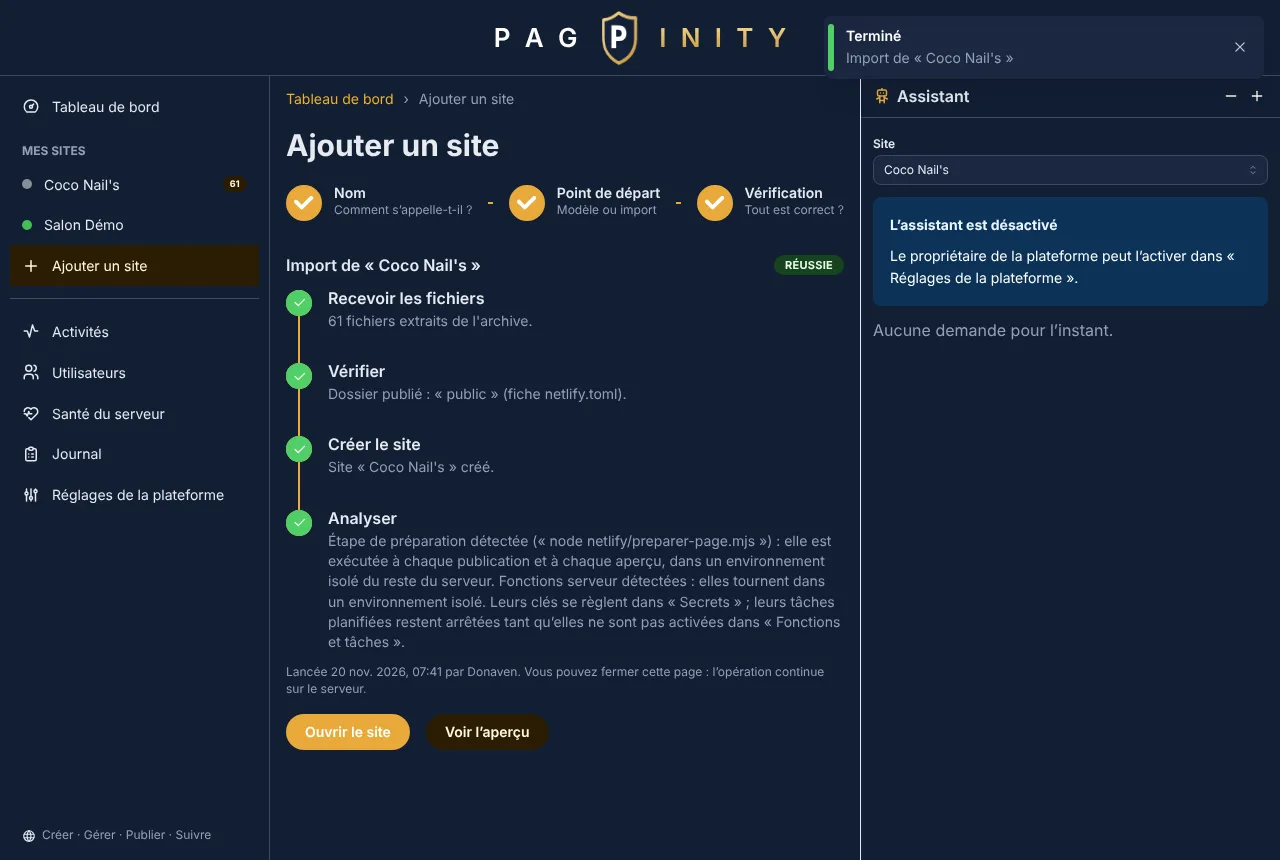 PAG P INITY
Terminé
Import de « Coco Nail's »
Tableau de bord
MES SITES
Coco Nail's
61
Salon Démo
Ajouter un site
Activités
Utilisateurs
Santé du serveur
Journal
Réglages de la plateforme
Créer · Gérer · Publier · Suivre
Tableau de bord › Ajouter un site
Ajouter un site
Nom
Comment s’appelle-t-il ?
Point de départ
Modèle ou import
Vérification
Tout est correct ?
Import de « Coco Nail's »
RÉUSSIE
Recevoir les fichiers
61 fichiers extraits de l'archive.
Vérifier
Dossier publié : « public » (fiche netlify.toml).
Créer le site
Site « Coco Nail's » créé.
Analyser
Étape de préparation détectée (« node netlify/preparer-page.mjs ») : elle est
exécutée à chaque publication et à chaque aperçu, dans un environnement
isolé du reste du serveur. Fonctions serveur détectées : elles tournent dans
un environnement isolé. Leurs clés se règlent dans « Secrets » ; leurs tâches
planifiées restent arrêtées tant qu’elles ne sont pas activées dans « Fonctions
et tâches ».
Lancée 20 nov. 2026, 07:41 par Donaven. Vous pouvez fermer cette page : l’opération continue
sur le serveur.
Ouvrir le site
Voir l’aperçu
Assistant
Site
Coco Nail's
L’assistant est désactivé
Le propriétaire de la plateforme peut l’activer dans «
Réglages de la plateforme ».
Aucune demande pour l’instant.